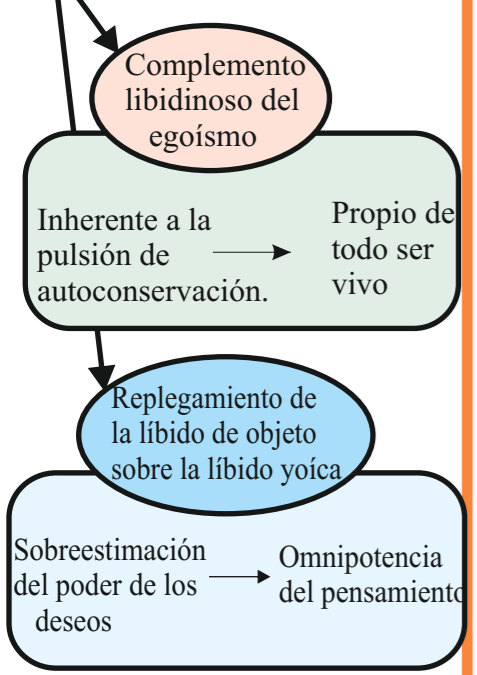 Complemento
libidinoso del
egoísmo
Inherente a la
pulsión de
autoconservación.
Propio de
todo ser
vivo
Replegamiento de
la líbido de objeto
sobre la líbido yoíca
Sobreestimación
del poder de los
deseos
Omnipotencia
del pensamiento